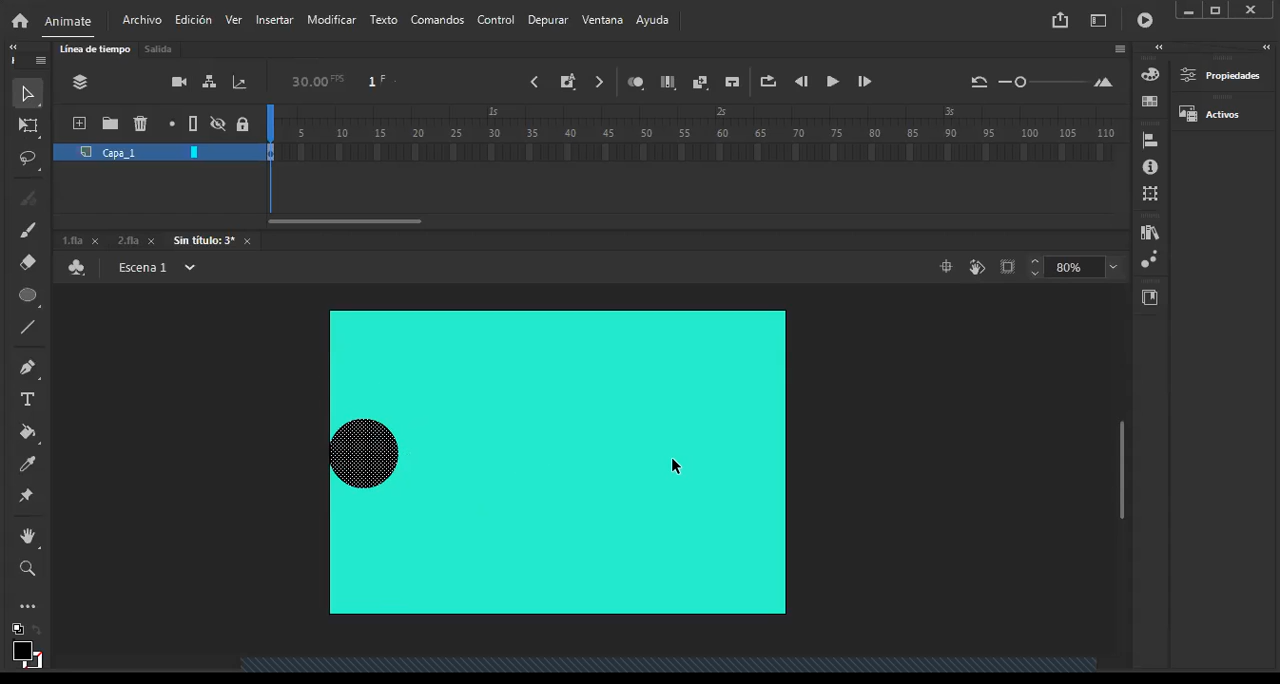 Animate Archivo Edición Ver Insertar Modificar Texto Comandos Control Depurar Ventana Ayuda
Línea de tiempo Salida
30.00 FPS 1 F
Propiedades
1s 2s 3s
Activos
5 10 15 20 25 30 35 40 45 50 55 60 65 70 75 80 85 90 95 100 105 110
Capa_1
1.fla 2.fla Sin título: 3*
Escena 1 80%